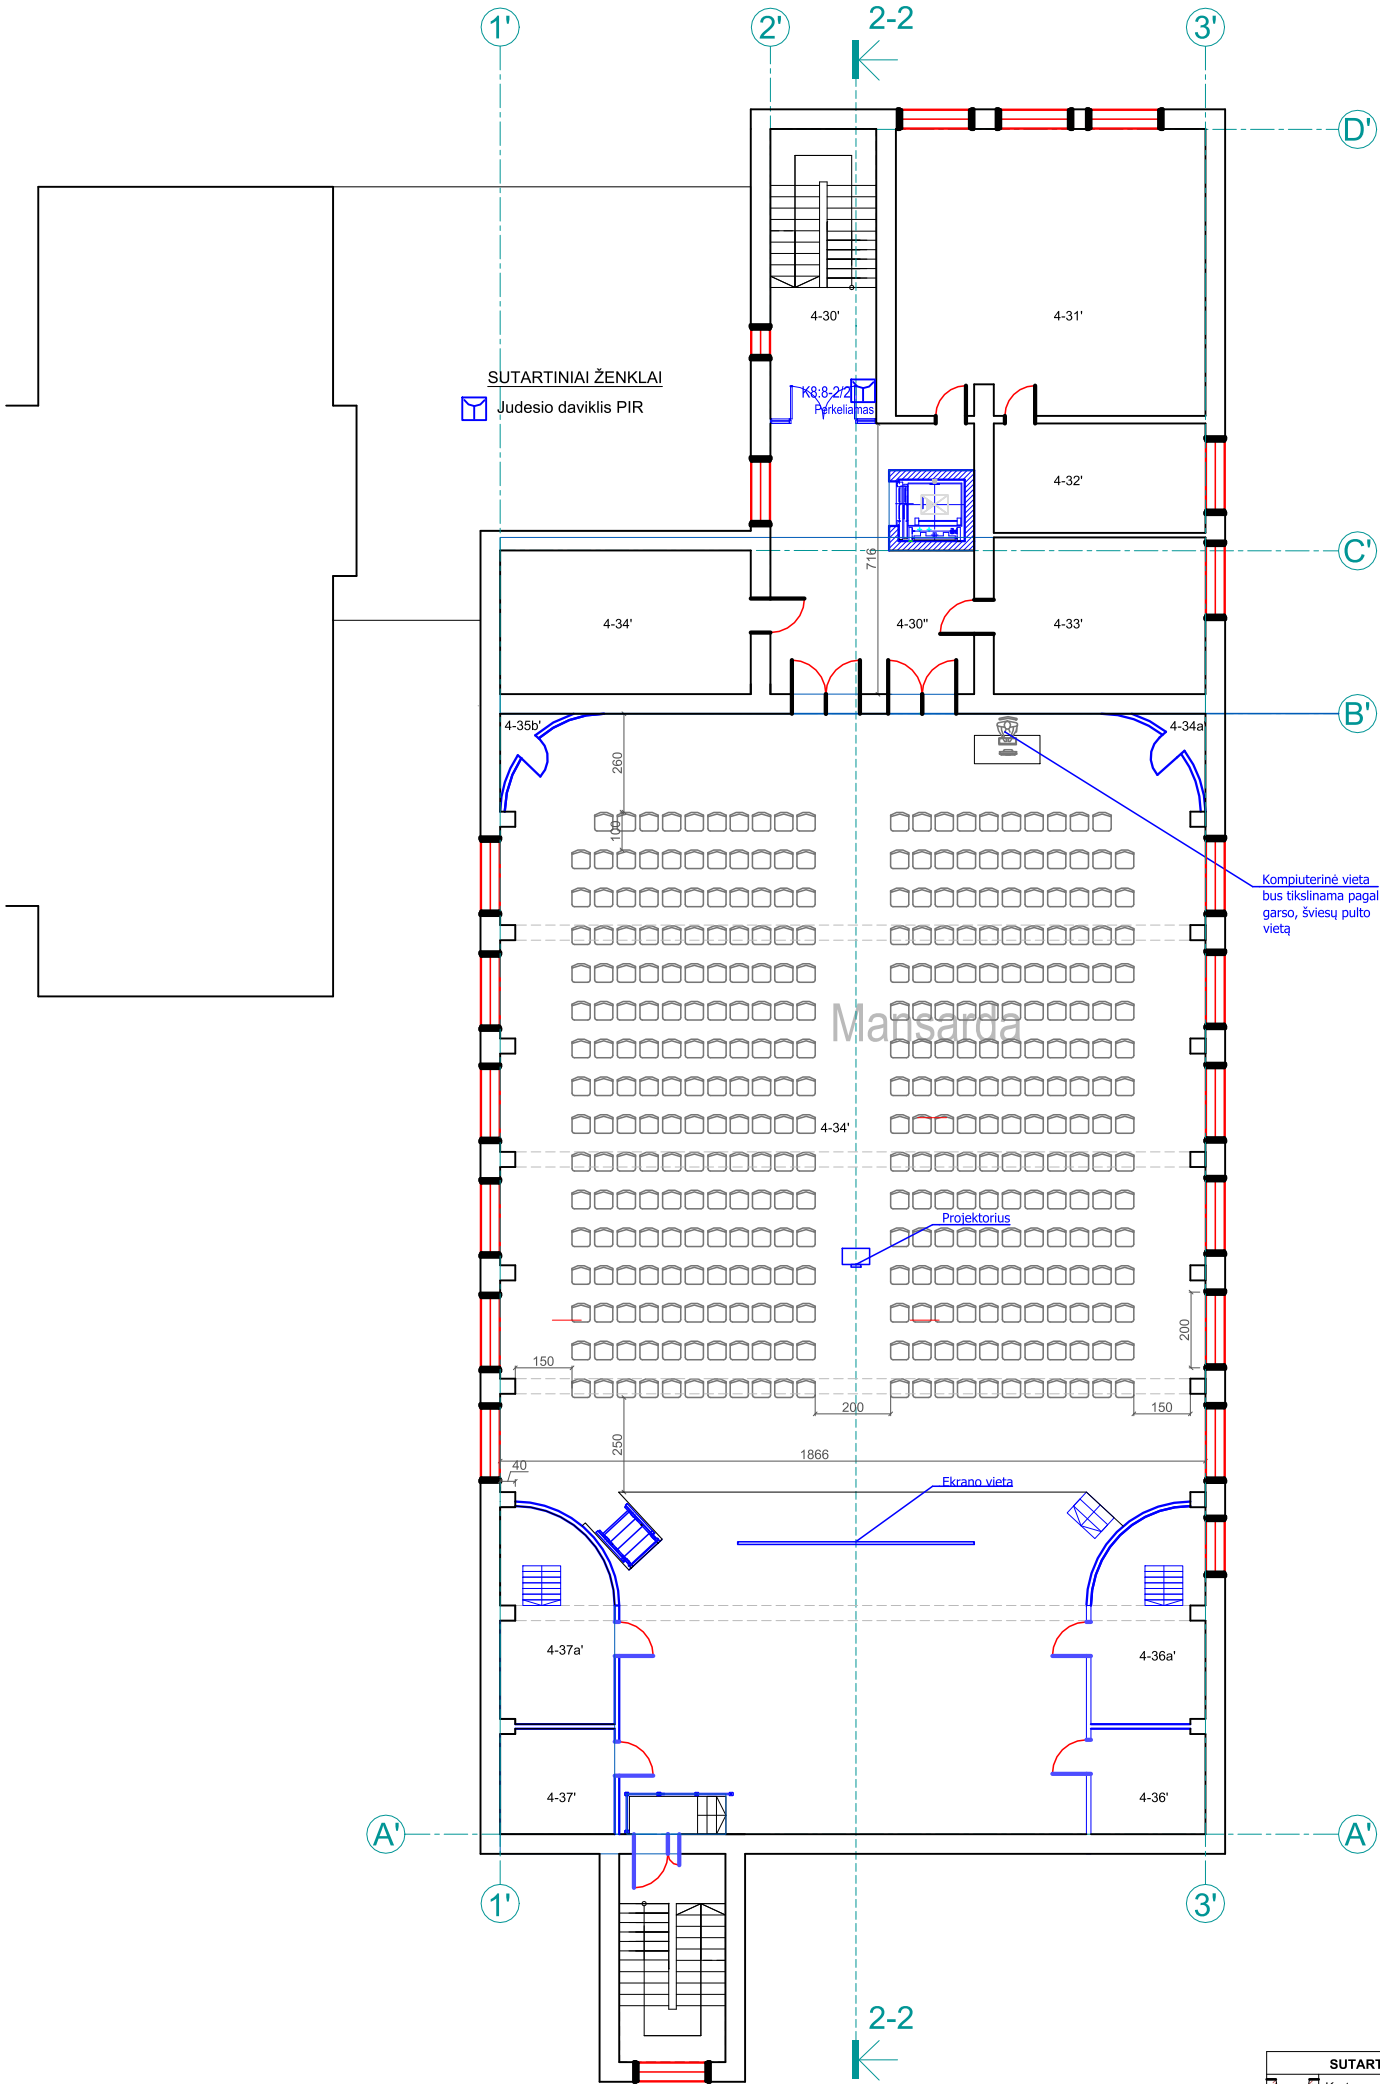 2-2
1'
2'
3'
D'
4-30'
4-31'
SUTARTINIAI ŽENKLAI
Judesio daviklis PIR
K8:8-2/2
Perkeliamas
4-32'
C'
716
4-34'
4-30''
4-33'
B'
4-35b'
4-34a'
260
100
Kompiuterinė vieta
bus tikslinama pagal
garso, šviesų pulto
vietą
Mansarda
4-34'
Projektorius
200
150
200
150
250
1866
40
Ekrano vieta
4-37a'
4-36a'
4-37'
4-36'
A'
A'
1'
3'
2-2
SUTART